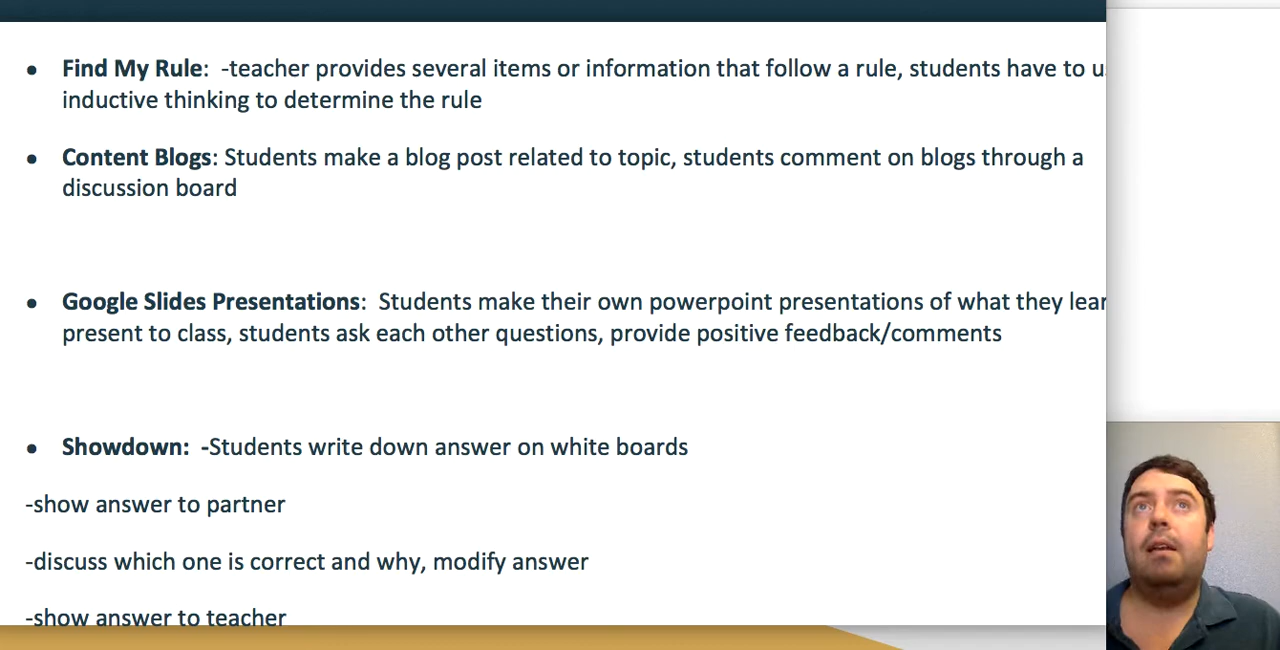 • Find My Rule:  -teacher provides several items or information that follow a rule, students have to
inductive thinking to determine the rule
• Content Blogs: Students make a blog post related to topic, students comment on blogs through a
discussion board
• Google Slides Presentations:  Students make their own powerpoint presentations of what they
present to class, students ask each other questions, provide positive feedback/comments
• Showdown:  -Students write down answer on white boards
-show answer to partner
-discuss which one is correct and why, modify answer
-show answer to teacher